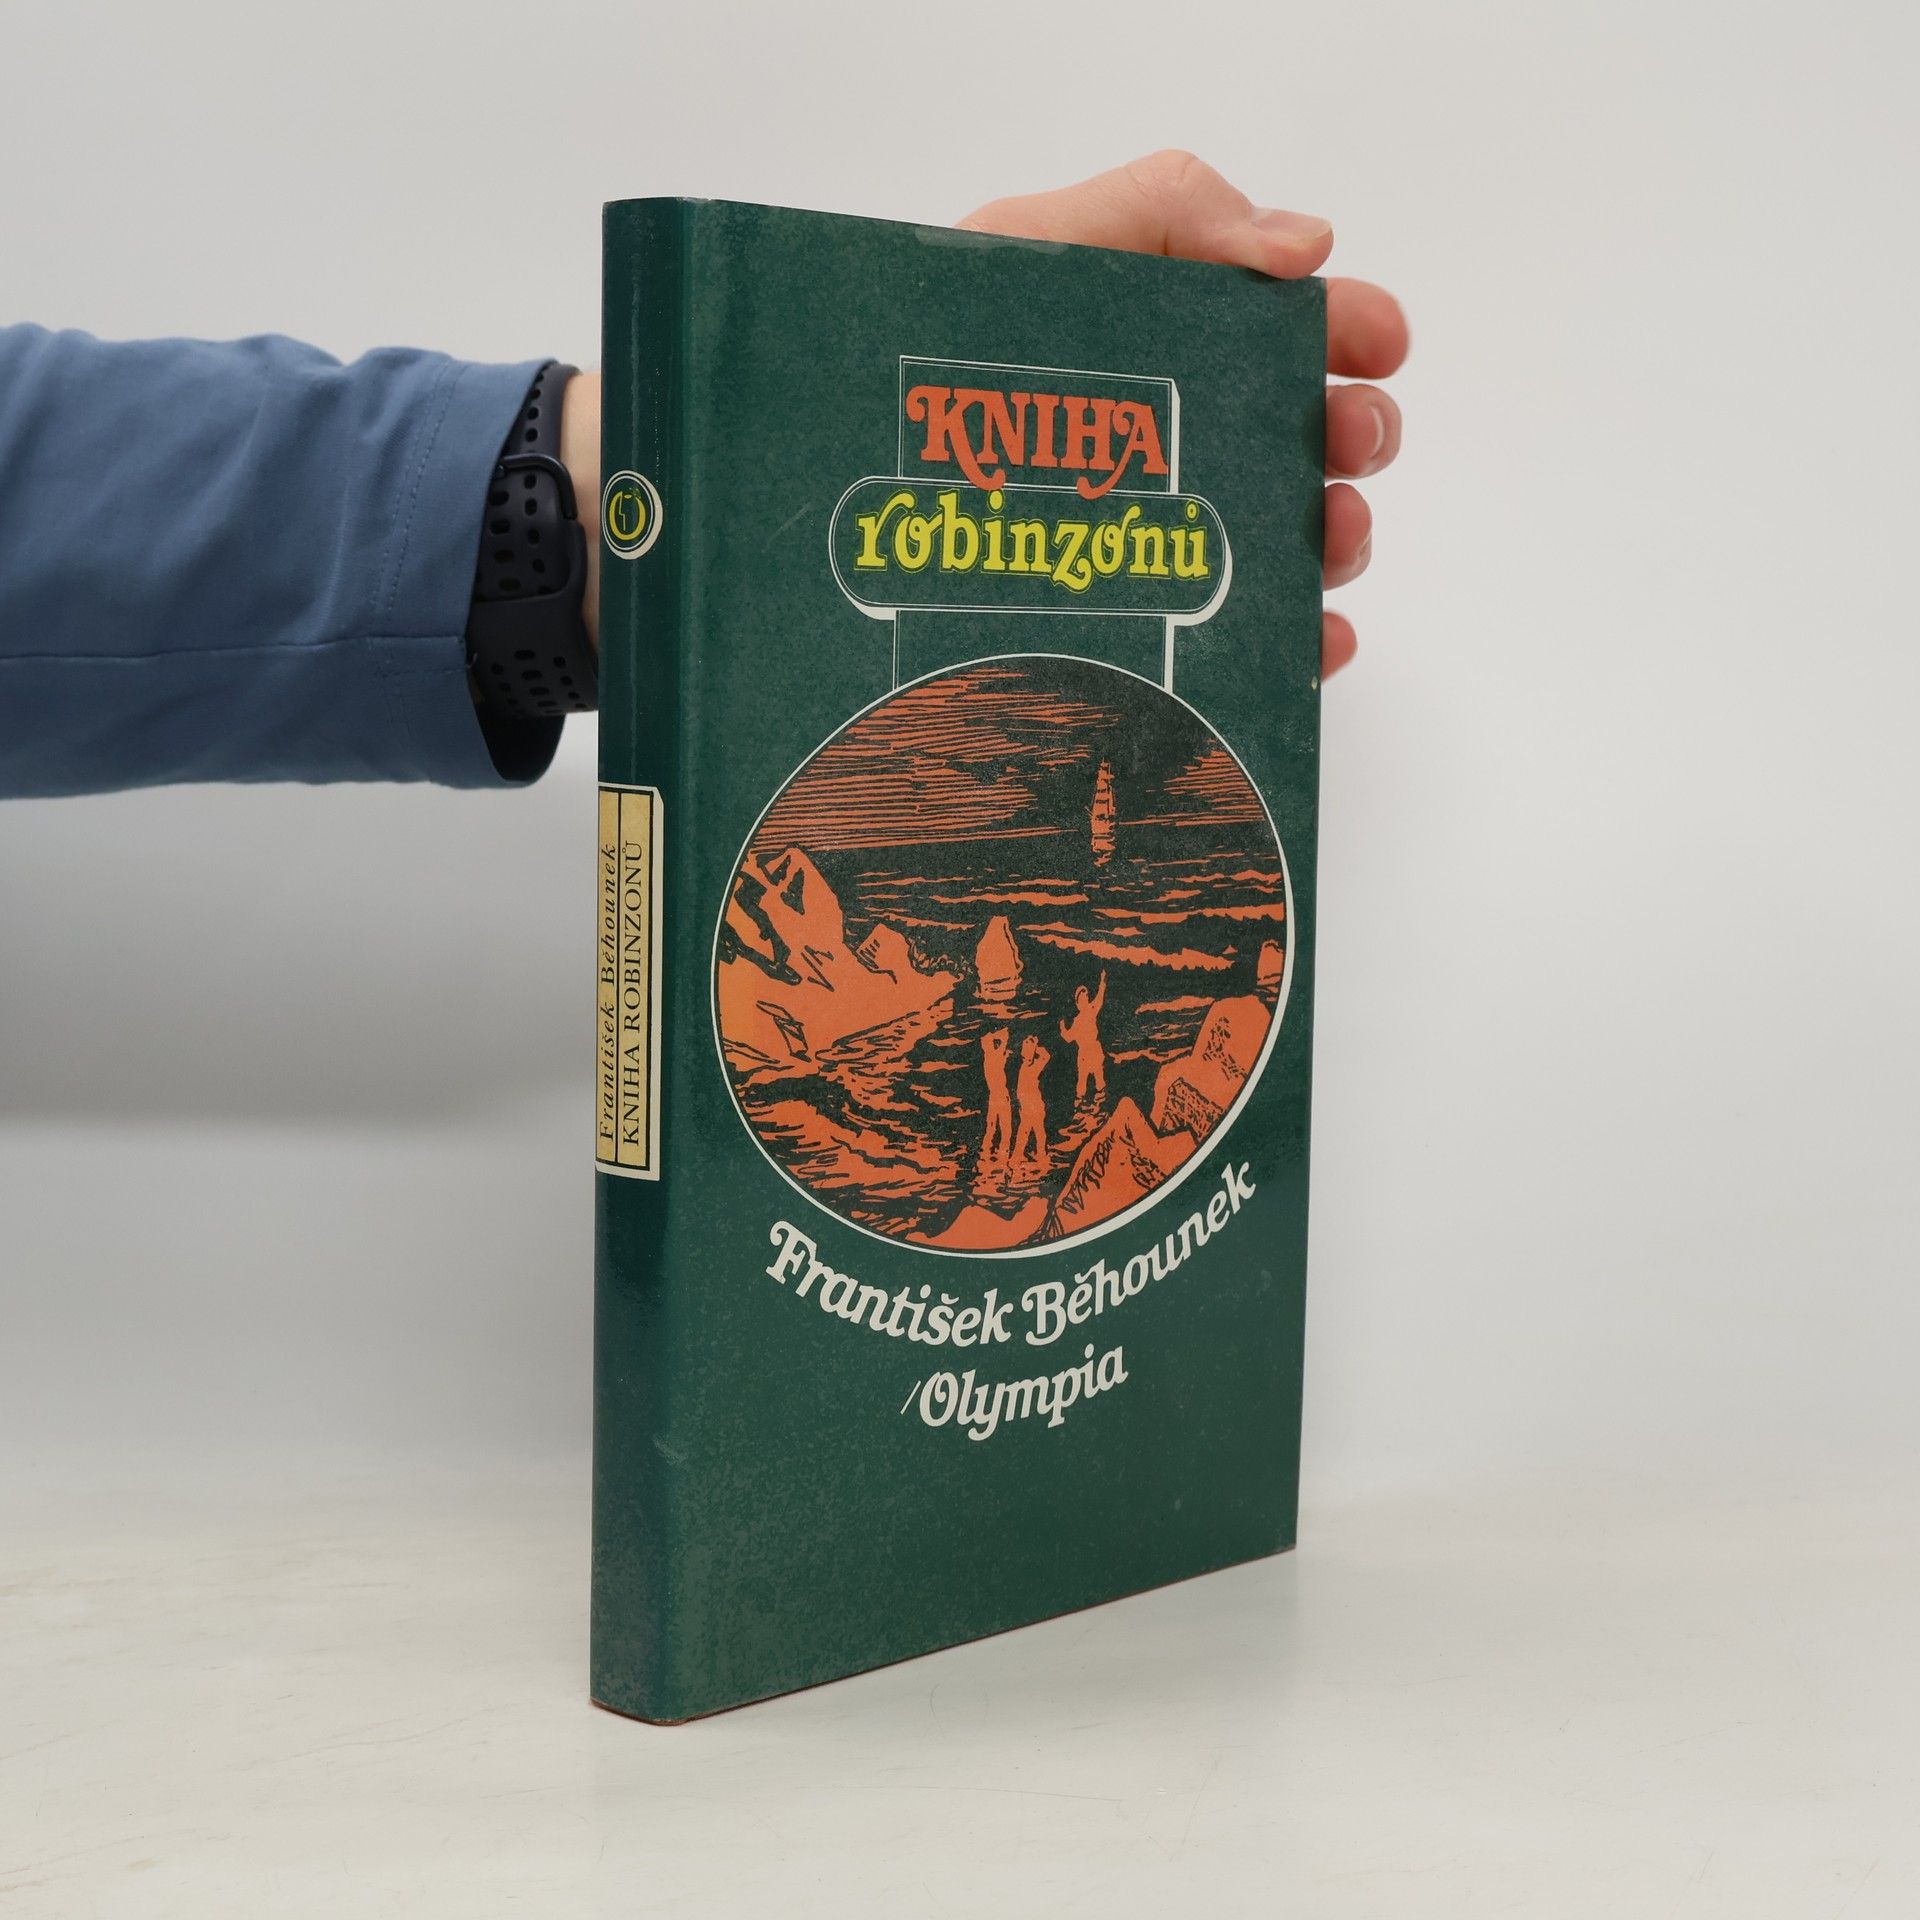 KNIHA
robinzonů
František Běhounek
/Olympia
František Běhounek
KNIHA ROBINZONŮ